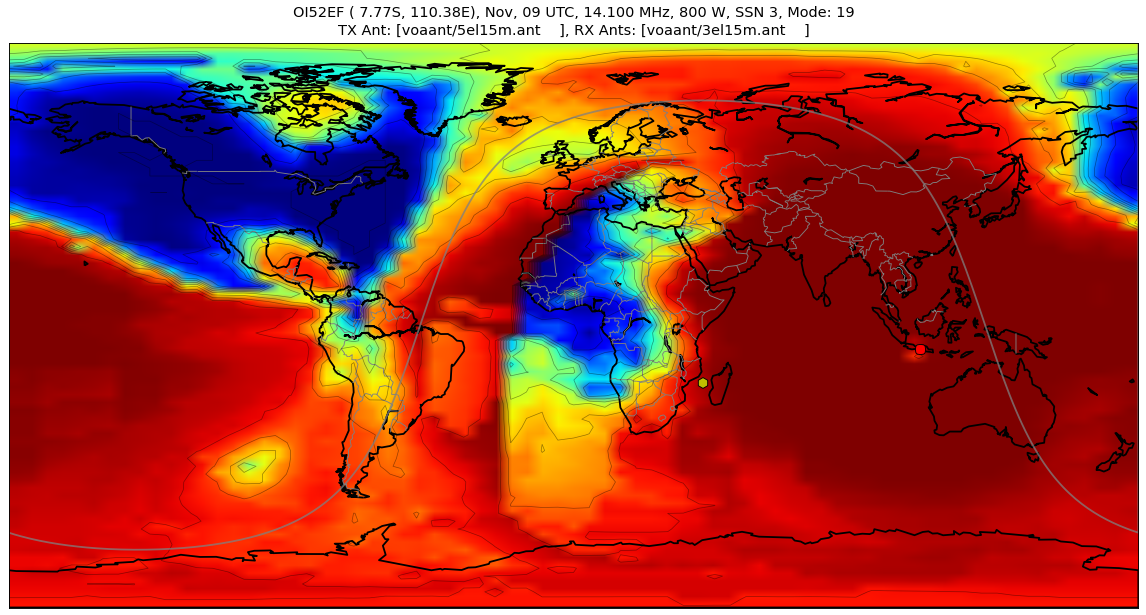 OI52EF ( 7.77S, 110.38E), Nov, 09 UTC, 14.100 MHz, 800 W, SSN 3, Mode: 19
TX Ant: [voaant/5el15m.ant    ], RX Ants: [voaant/3el15m.ant    ]